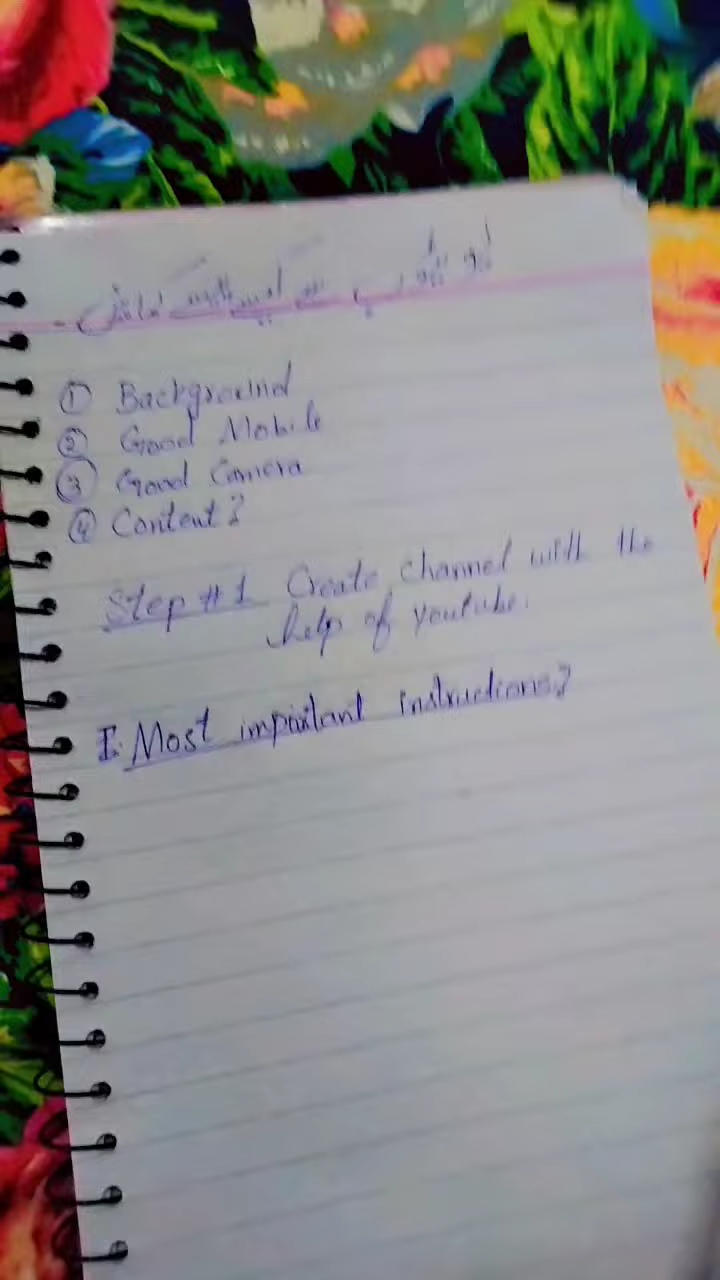 ① Background
② Good Mobile
③ Good Camera
④ Content?
Step #1 Create channel with the
help of youtube.
I. Most important instructions?